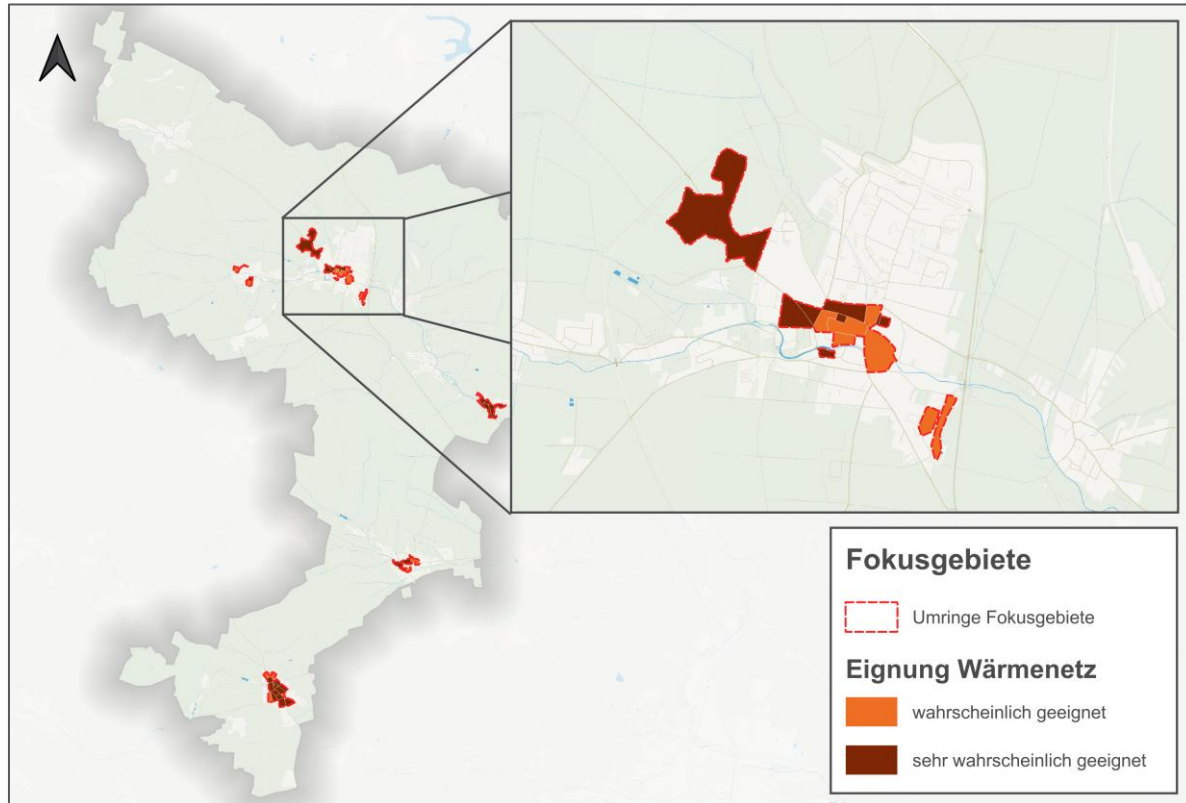 Fokusgebiete
Umringe Fokusgebiete
Eignung Wärmenetz
wahrscheinlich geeignet
sehr wahrscheinlich geeignet